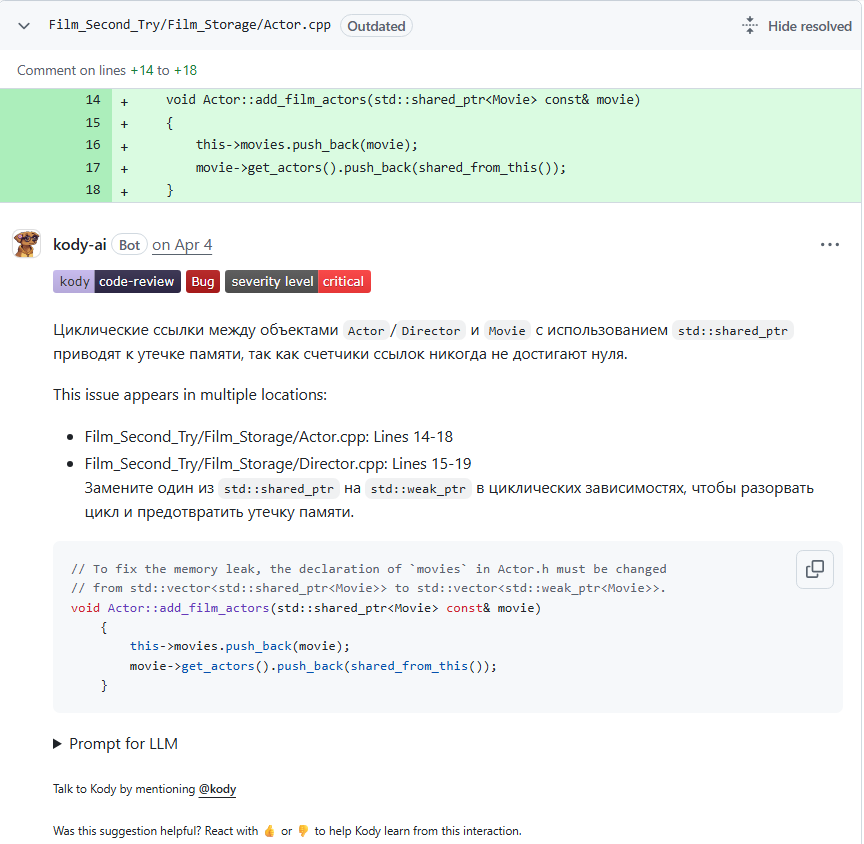 Film_Second_Try/Film_Storage/Actor.cpp Outdated Hide resolved
Comment on lines +14 to +18
14 + void Actor::add_film_actors(std::shared_ptr<Movie> const& movie)
15 + {
16 + this->movies.push_back(movie);
17 + movie->get_actors().push_back(shared_from_this());
18 + }
kody-ai Bot on Apr 4
kody code-review Bug severity level critical
Циклические ссылки между объектами Actor / Director и Movie с использованием std::shared_ptr
приводят к утечке памяти, так как счетчики ссылок никогда не достигают нуля.
This issue appears in multiple locations:
• Film_Second_Try/Film_Storage/Actor.cpp: Lines 14-18
• Film_Second_Try/Film_Storage/Director.cpp: Lines 15-19
Замените один из std::shared_ptr на std::weak_ptr в циклических зависимостях, чтобы разорвать
цикл и предотвратить утечку памяти.
// To fix the memory leak, the declaration of `movies` in Actor.h must be changed
// from std::vector<std::shared_ptr<Movie>> to std::vector<std::weak_ptr<Movie>>.
void Actor::add_film_actors(std::shared_ptr<Movie> const& movie)
{
this->movies.push_back(movie);
movie->get_actors().push_back(shared_from_this());
}
Prompt for LLM
Talk to Kody by mentioning @kody
Was this suggestion helpful? React with 👍 or 👎 to help Kody learn from this interaction.